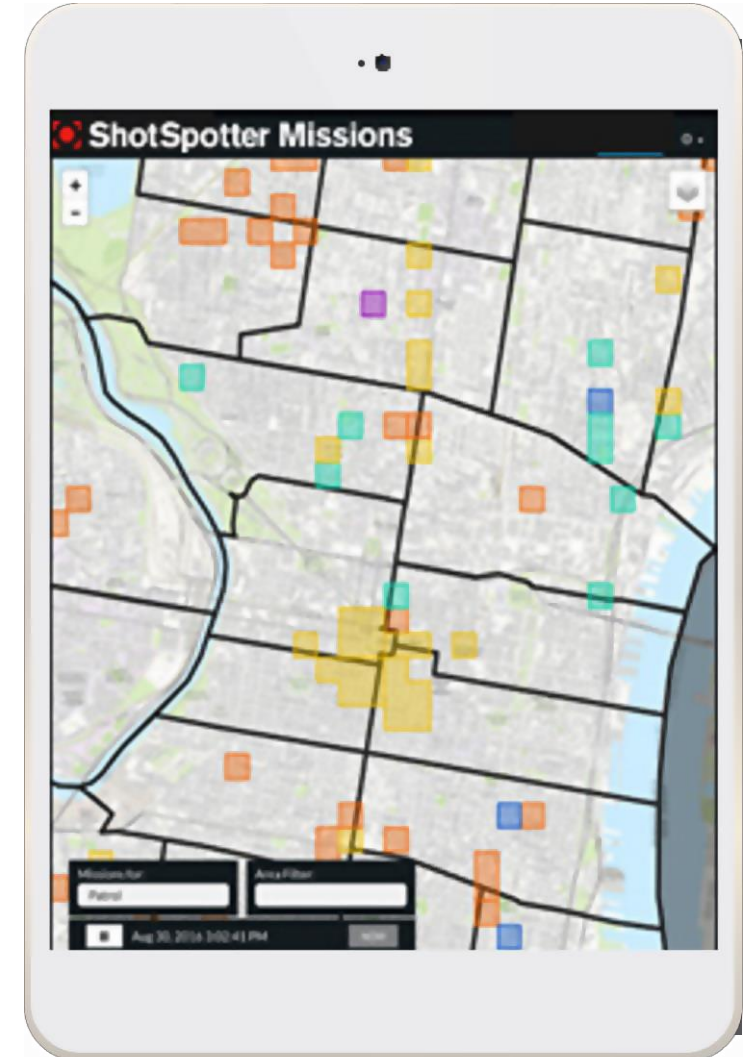 ShotSpotter Missions
+
-
Missions for:
Area Filter
Patrol
Aug 30, 2016 3:02:41 PM
NOW